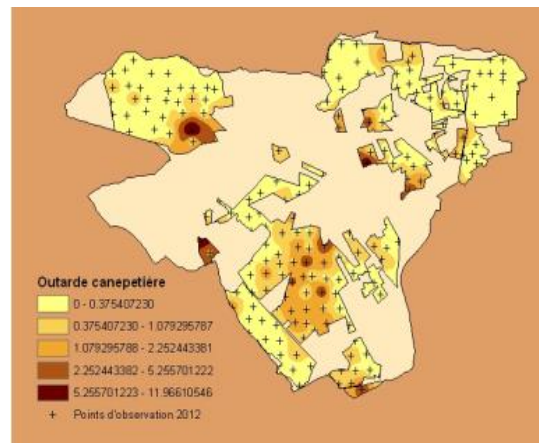 Outarde canepetière
0 - 0.375407230
0.375407230 - 1.079295787
1.079295788 - 2.252443381
2.252443382 - 5.255701222
5.255701223 - 11.96610546
Points d'observation 2012